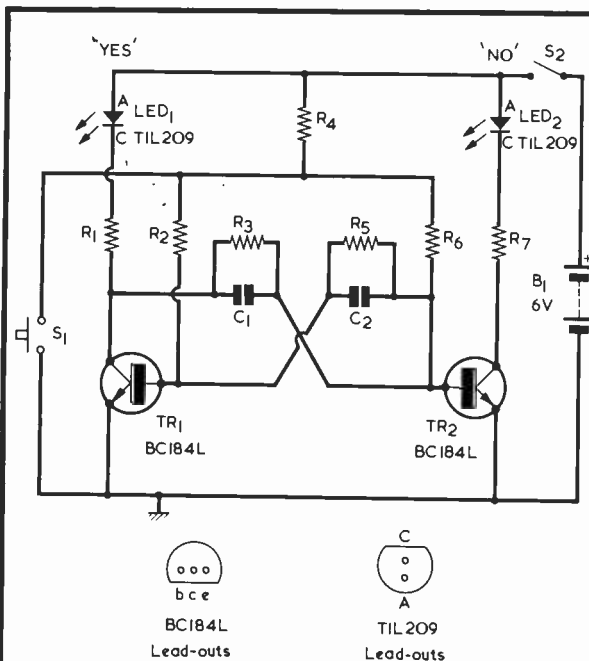 'YES'
'NO'
S2
A
LED1
C TIL209
R4
A
LED2
C TIL209
R1
R2
R3
R5
R6
R7
C1
C2
+
B1
6V
S1
TR1
BC184L
TR2
BC184L
b c e
BC184L
Lead-outs
C
A
TIL209
Lead-outs